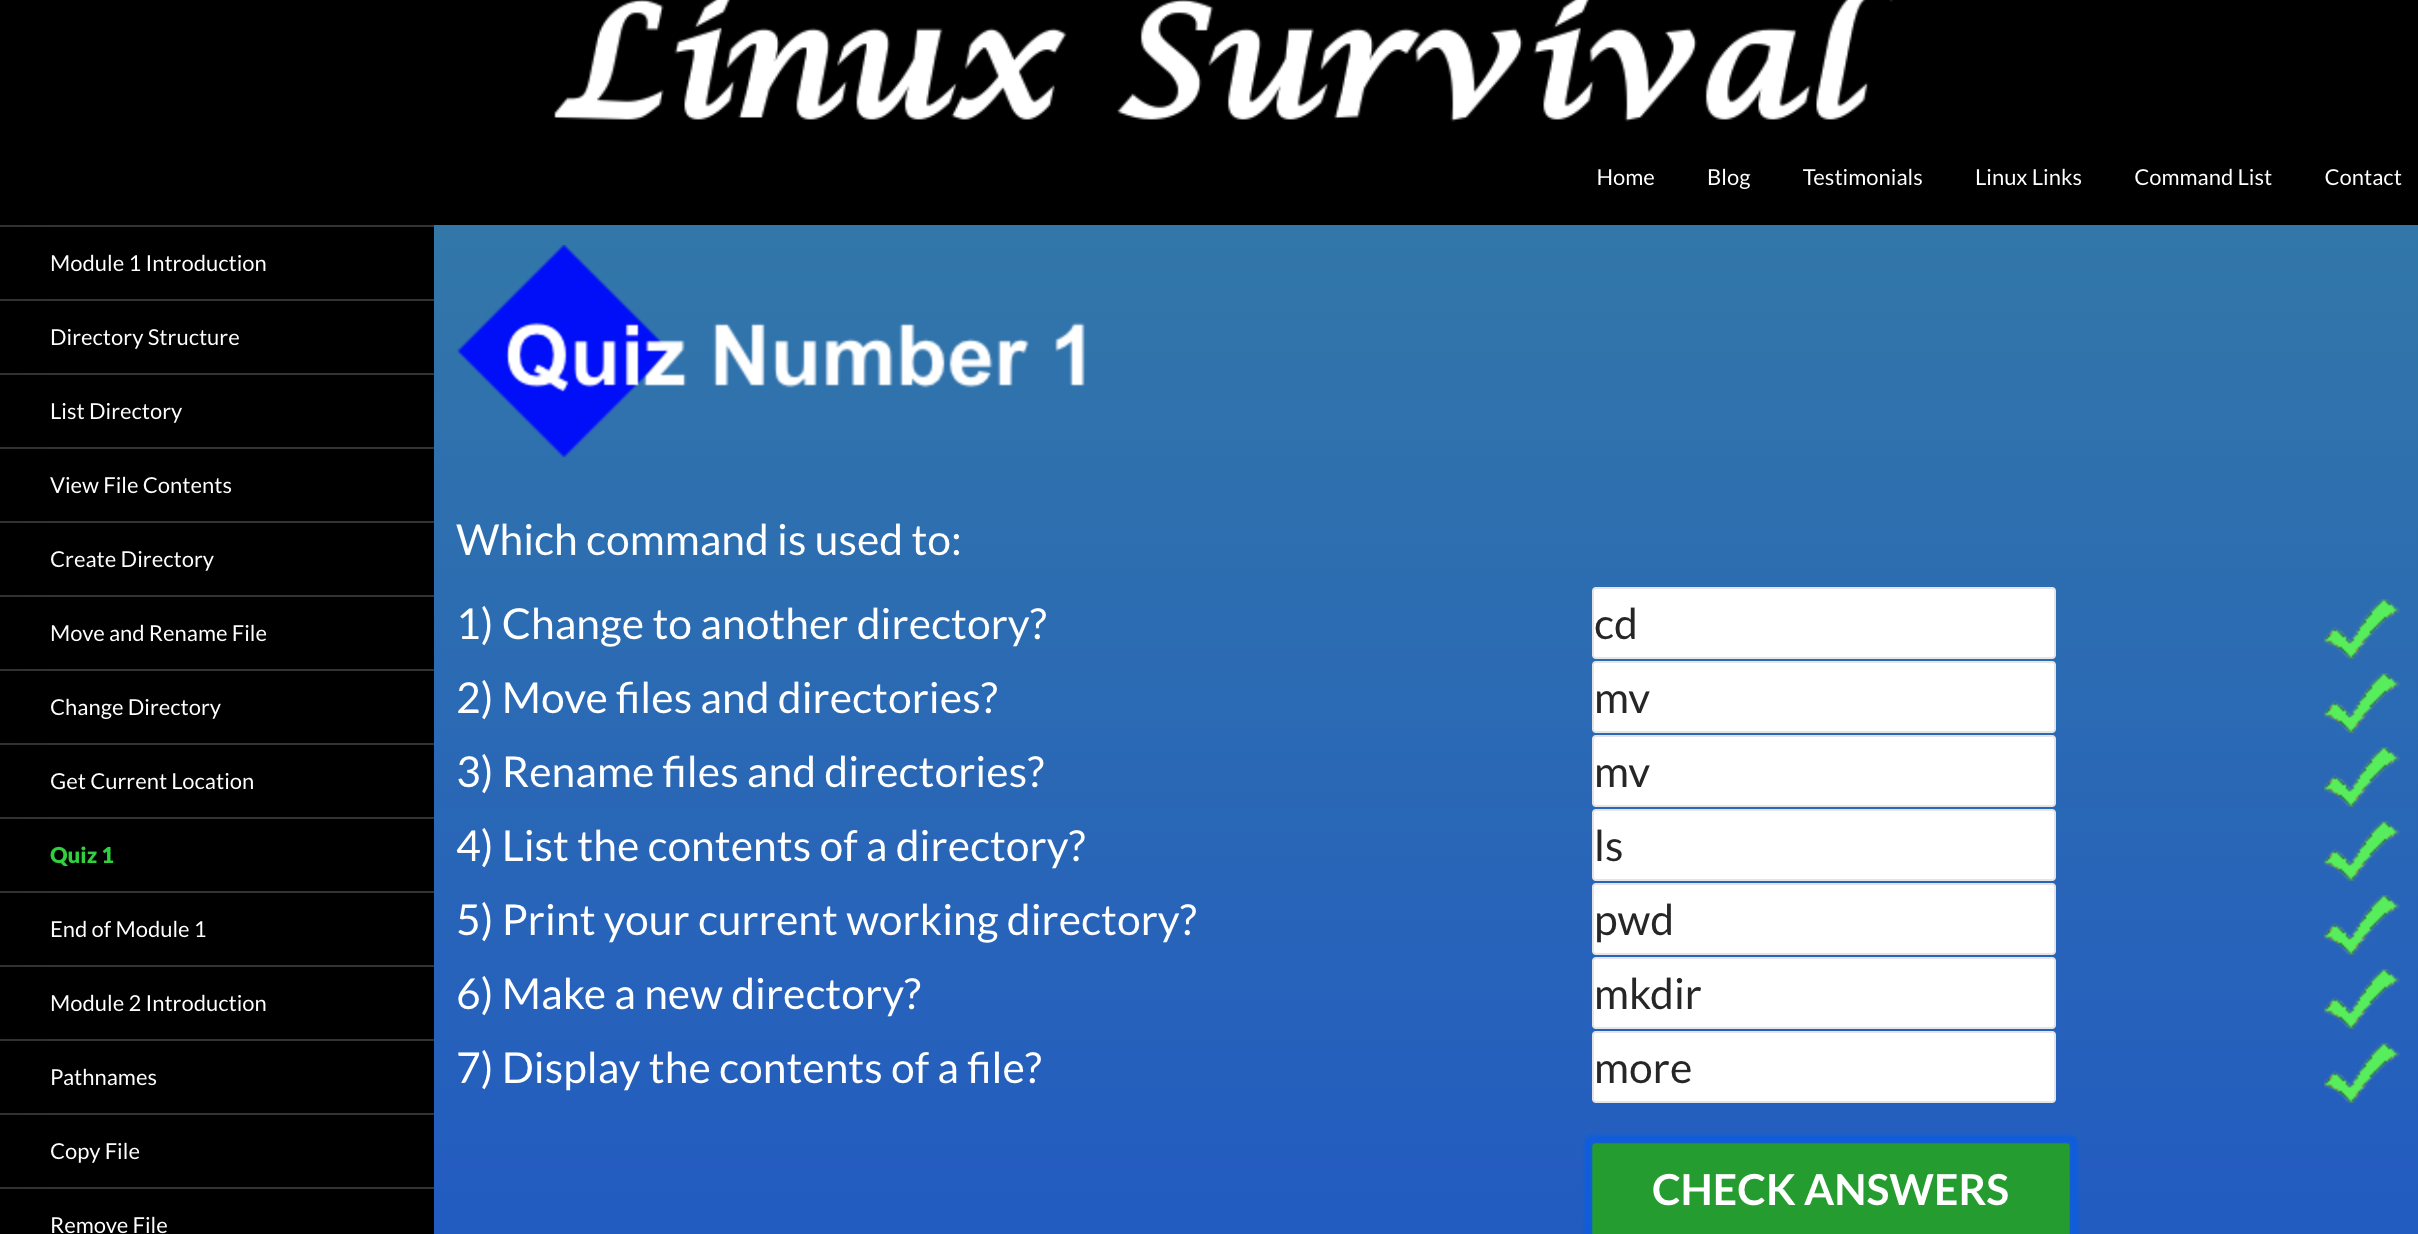 Linux Survival
Home Blog Testimonials Linux Links Command List Contact
Module 1 Introduction
Directory Structure
List Directory
View File Contents
Create Directory
Move and Rename File
Change Directory
Get Current Location
Quiz 1
End of Module 1
Module 2 Introduction
Pathnames
Copy File
Remove File
Quiz Number 1
Which command is used to:
1) Change to another directory? cd
2) Move files and directories? mv
3) Rename files and directories? mv
4) List the contents of a directory? ls
5) Print your current working directory? pwd
6) Make a new directory? mkdir
7) Display the contents of a file? more
CHECK ANSWERS